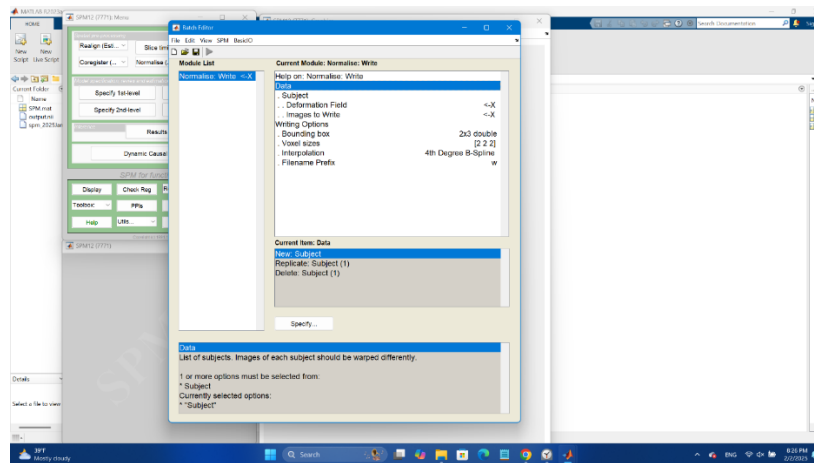 HOME
SPM12 (7771): Menu
Batch Editor
File Edit View SPM BasicIO
New
Script
New
Live Script
Search Documentation
Realign (Est...
Slice timi
Coregister (...
Normalise (
Specify 1st-level
Specify 2nd-level
Results
Dynamic Causal
Display
Check Reg
Toolbox:
PPIs
Help
Utils...
SPM12 (7771)
Current Folder
Name
SPM.mat
output.nii
Details
Select a file to view
Module List
Normalise: Write <-X
Current Module: Normalise: Write
Help on: Normalise: Write
Data
. Subject
. . Deformation Field <-X
. . Images to Write <-X
Writing Options
. Bounding box 2x3 double
. Voxel sizes [2 2 2]
. Interpolation 4th Degree B-Spline
. Filename Prefix w
Current Item: Data
New: Subject
Replicate: Subject (1)
Delete: Subject (1)
Specify...
Data
List of subjects. Images of each subject should be warped differently.
1 or more options must be selected from:
* Subject
Currently selected options:
* "Subject"
39°F
Mostly cloudy
Search
ENG
8:26 PM
2/2/2025